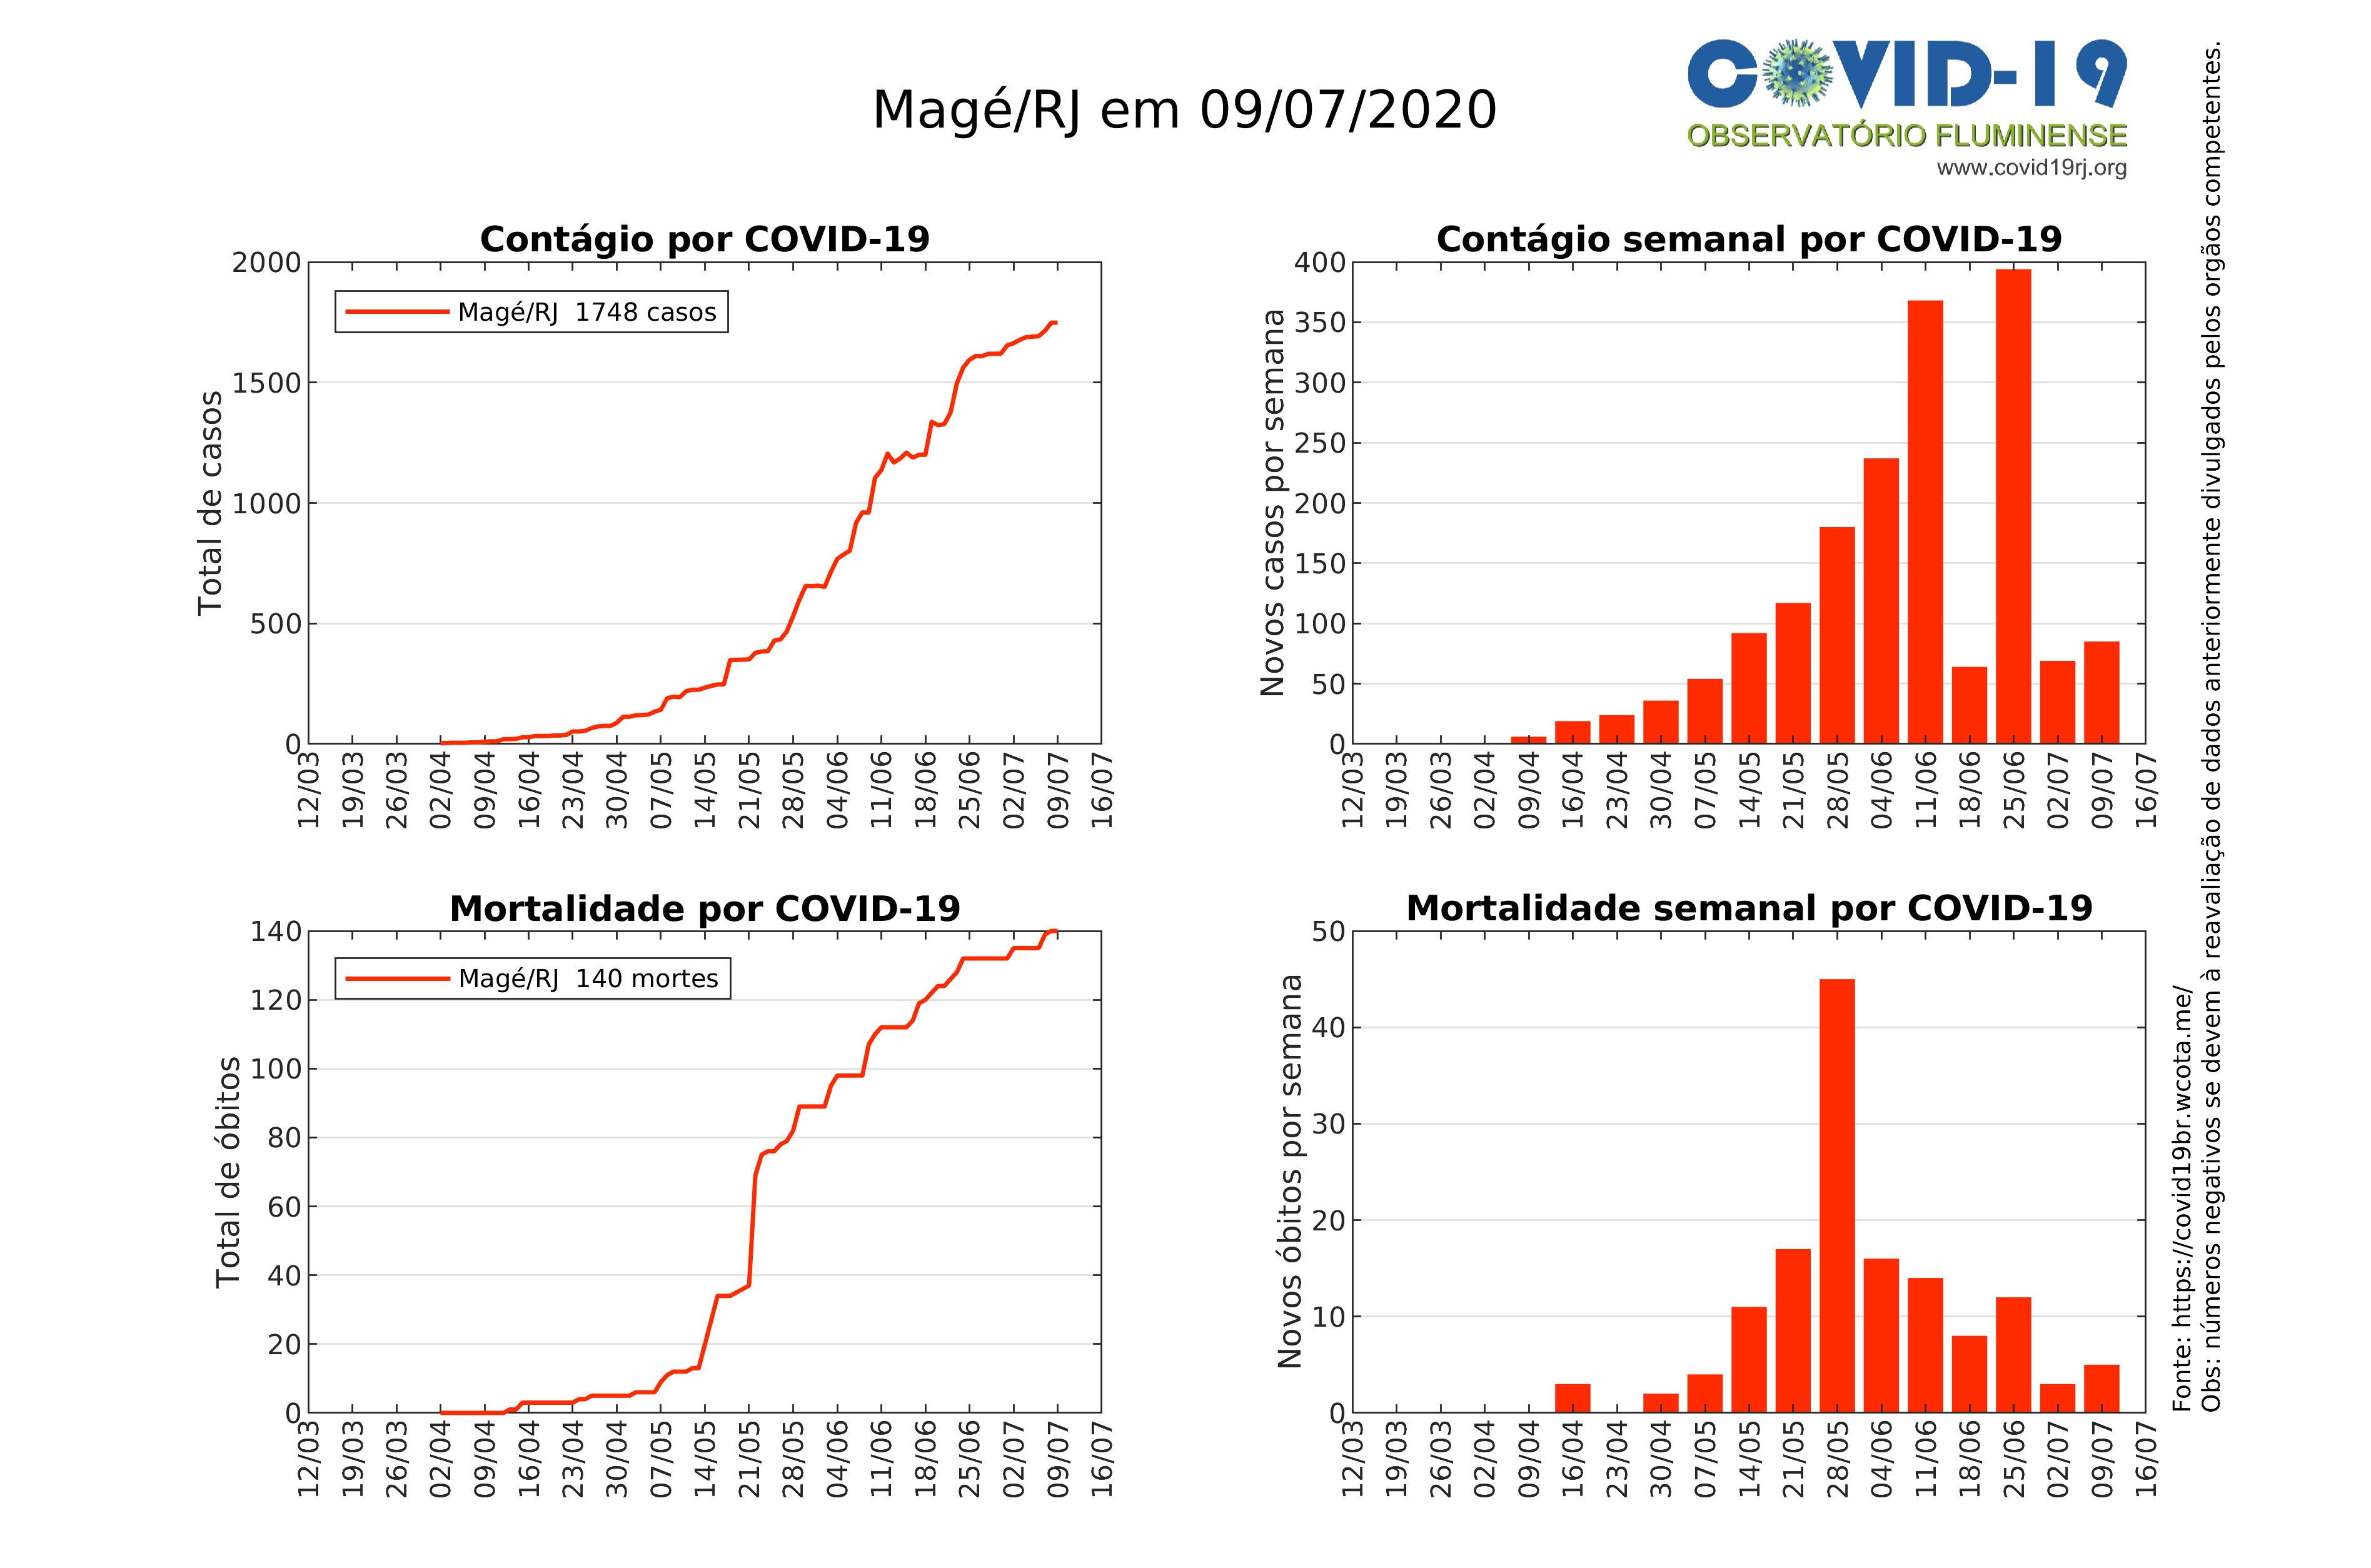 Magé/RJ em 09/07/2020
COVID-19
OBSERVATÓRIO FLUMINENSE
www.covid19rj.org
Contágio por COVID-19
Total de casos
2000
1500
1000
500
0
Magé/RJ 1748 casos
12/03 19/03 26/03 02/04 09/04 16/04 23/04 30/04 07/05 14/05 21/05 28/05 04/06 11/06 18/06 25/06 02/07 09/07 16/07
Contágio semanal por COVID-19
Novos casos por semana
400
350
300
250
200
150
100
50
0
12/03 19/03 26/03 02/04 09/04 16/04 23/04 30/04 07/05 14/05 21/05 28/05 04/06 11/06 18/06 25/06 02/07 09/07 16/07
Mortalidade por COVID-19
Total de óbitos
140
120
100
80
60
40
20
0
Magé/RJ 140 mortes
12/03 19/03 26/03 02/04 09/04 16/04 23/04 30/04 07/05 14/05 21/05 28/05 04/06 11/06 18/06 25/06 02/07 09/07 16/07
Mortalidade semanal por COVID-19
Novos óbitos por semana
50
40
30
20
10
0
12/03 19/03 26/03 02/04 09/04 16/04 23/04 30/04 07/05 14/05 21/05 28/05 04/06 11/06 18/06 25/06 02/07 09/07 16/07
Fonte: https://covid19br.wcota.me/
Obs: números negativos se devem à reavaliação de dados anteriormente divulgados pelos orgãos competentes.